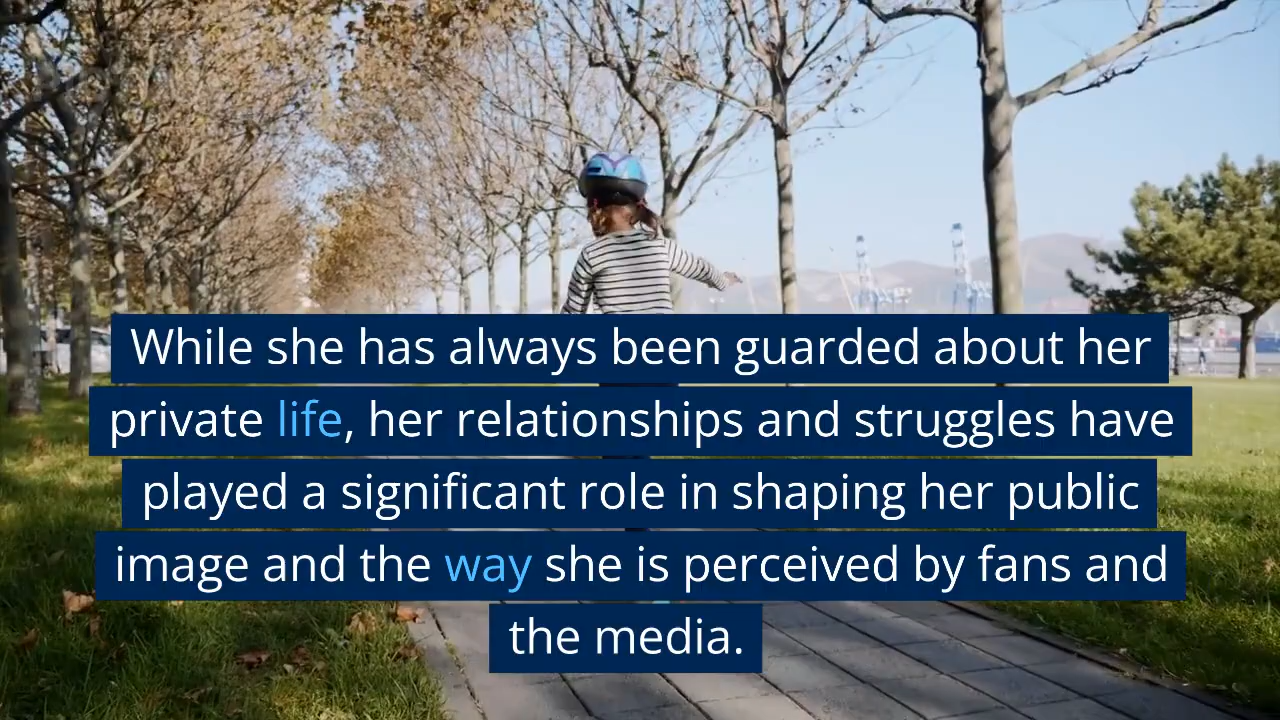 While she has always been guarded about her
private life, her relationships and struggles have
played a significant role in shaping her public
image and the way she is perceived by fans and
the media.